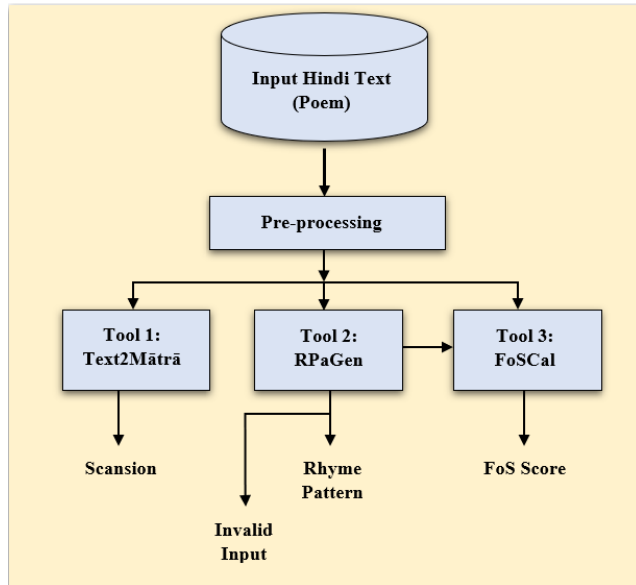 Input Hindi Text
(Poem)
Pre-processing
Tool 1:
Text2Mātrā
Tool 2:
RPaGen
Tool 3:
FoSCal
Scansion
Rhyme
Pattern
FoS Score
Invalid
Input